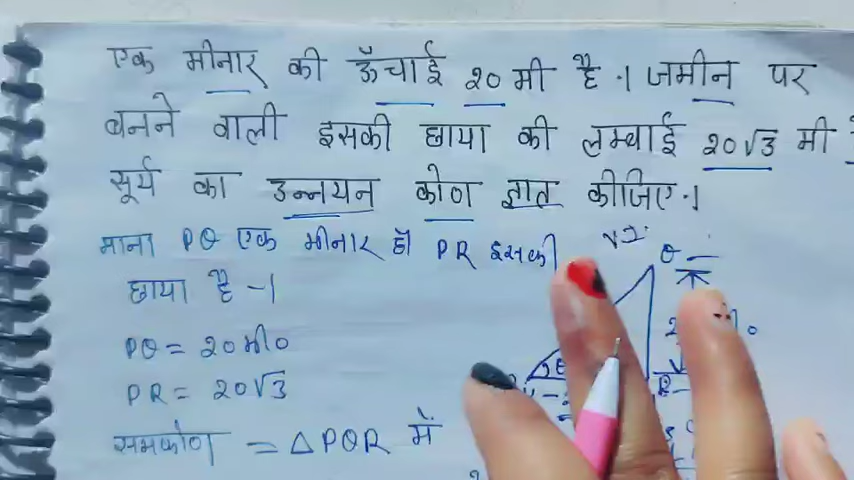 एक मीनार की ऊँचाई 20 मी है । जमीन पर
बनने वाली इसकी छाया की लम्बाई 20√3 मी
सूर्य का उन्नयन कोण ज्ञात कीजिए ।
माना PQ एक मीनार हो PR इसकी
छाया है ।
PQ = 20 मी०
PR = 20√3
समकोण = △PQR में
Q
R